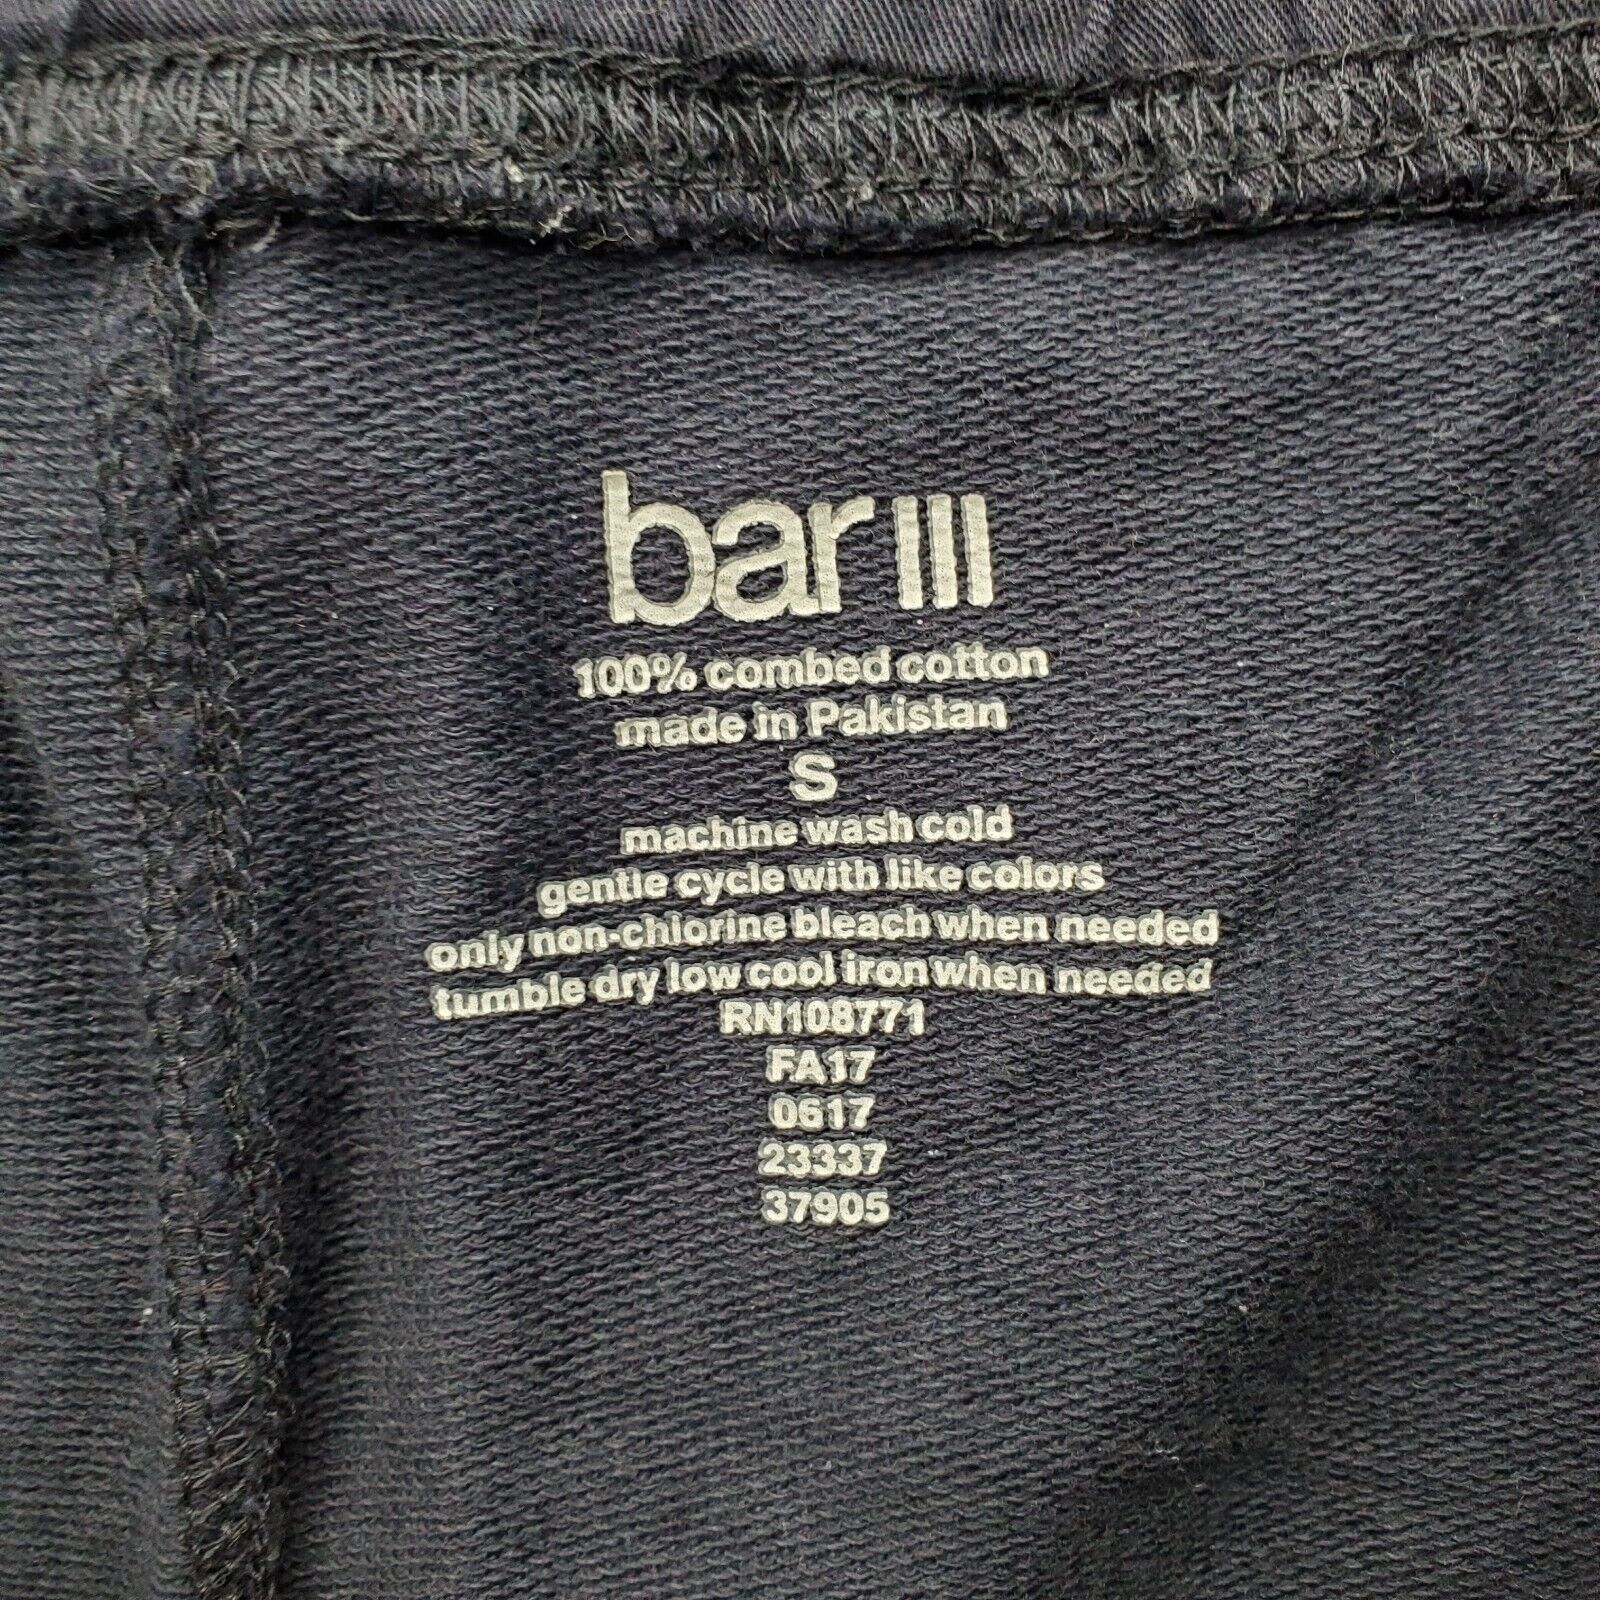 bar III
100% combed cotton
made in Pakistan
S
machine wash cold
gentle cycle with like colors
only non-chlorine bleach when needed
tumble dry low cool iron when needed
RN108771
FA17
0617
23337
37905